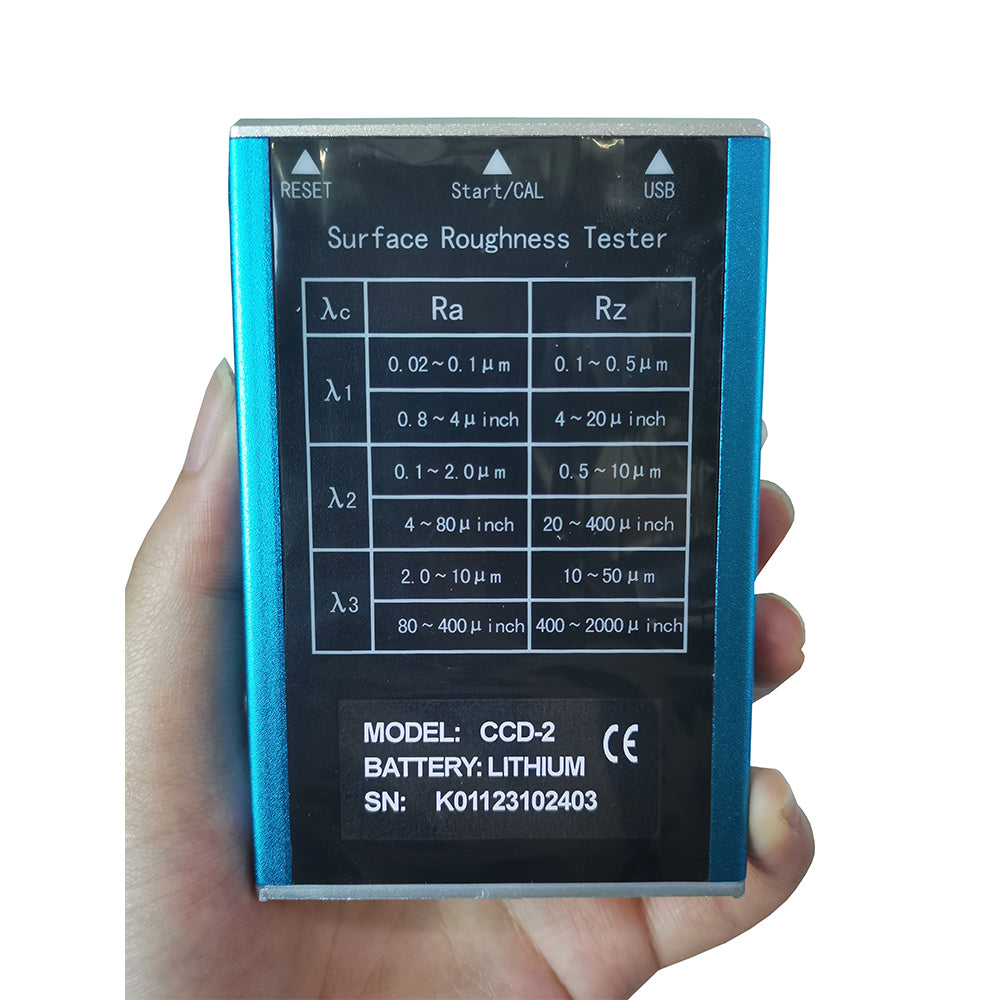 RESET Start/CAL USB
Surface Roughness Tester
λc Ra Rz
λ1 0.02~0.1μm 0.1~0.5μm
0.8~4μinch 4~20μinch
λ2 0.1~2.0μm 0.5~10μm
4~80μinch 20~400μinch
λ3 2.0~10μm 10~50μm
80~400μinch 400~2000μinch
MODEL: CCD-2 CE
BATTERY: LITHIUM
SN: K01123102403